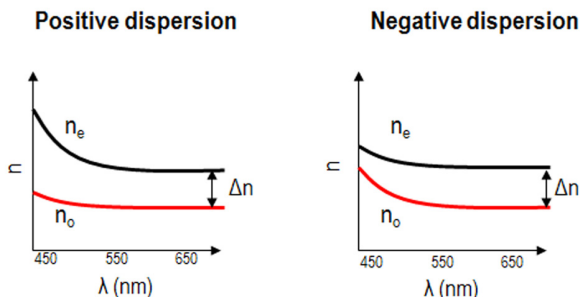 Positive dispersion
n
nₑ
nₒ
Δn
450 550 650
λ (nm)
Negative dispersion
n
nₑ
nₒ
Δn
450 550 650
λ (nm)